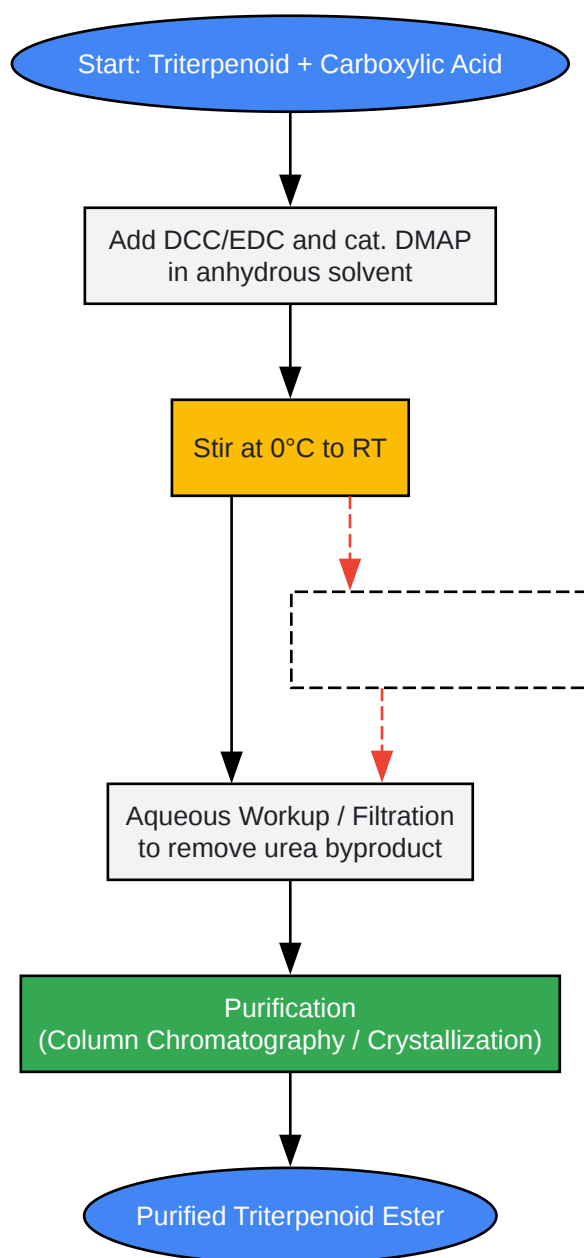 Start: Triterpenoid + Carboxylic Acid
Add DCC/EDC and cat. DMAP
in anhydrous solvent
Stir at 0°C to RT
Aqueous Workup / Filtration
to remove urea byproduct
Purification
(Column Chromatography / Crystallization)
Purified Triterpenoid Ester